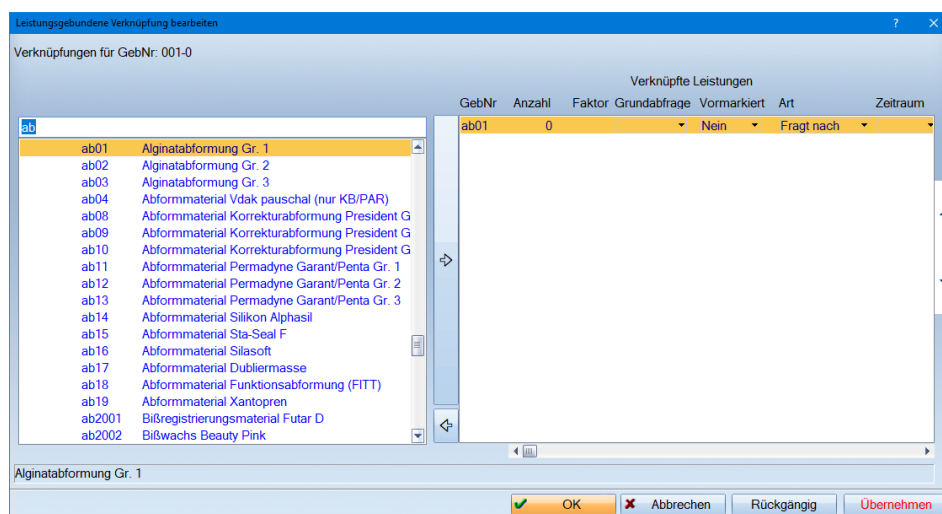 Leistungsgebundene Verknüpfung bearbeiten ?
Verknüpfungen für GebNr: 001-0
Verknüpfte Leistungen
GebNr Anzahl Faktor Grundabfrage Vormarkiert Art Zeitraum
ab
ab01 0 Nein Fragt nach
ab01 Alginatabformung Gr. 1
ab02 Alginatabformung Gr. 2
ab03 Alginatabformung Gr. 3
ab04 Abformmaterial Vdak pauschal (nur KB/PAR)
ab08 Abformmaterial Korrekturabformung President G
ab09 Abformmaterial Korrekturabformung President G
ab10 Abformmaterial Korrekturabformung President G
ab11 Abformmaterial Permadyne Garant/Penta Gr. 1
ab12 Abformmaterial Permadyne Garant/Penta Gr. 2
ab13 Abformmaterial Permadyne Garant/Penta Gr. 3
ab14 Abformmaterial Silikon Alphasil
ab15 Abformmaterial Sta-Seal F
ab16 Abformmaterial Silasoft
ab17 Abformmaterial Dubliermasse
ab18 Abformmaterial Funktionsabformung (FITT)
ab19 Abformmaterial Xantopren
ab2001 Bißregistrierungsmaterial Futar D
ab2002 Bißwachs Beauty Pink
Alginatabformung Gr. 1
OK Abbrechen Rückgängig Übernehmen